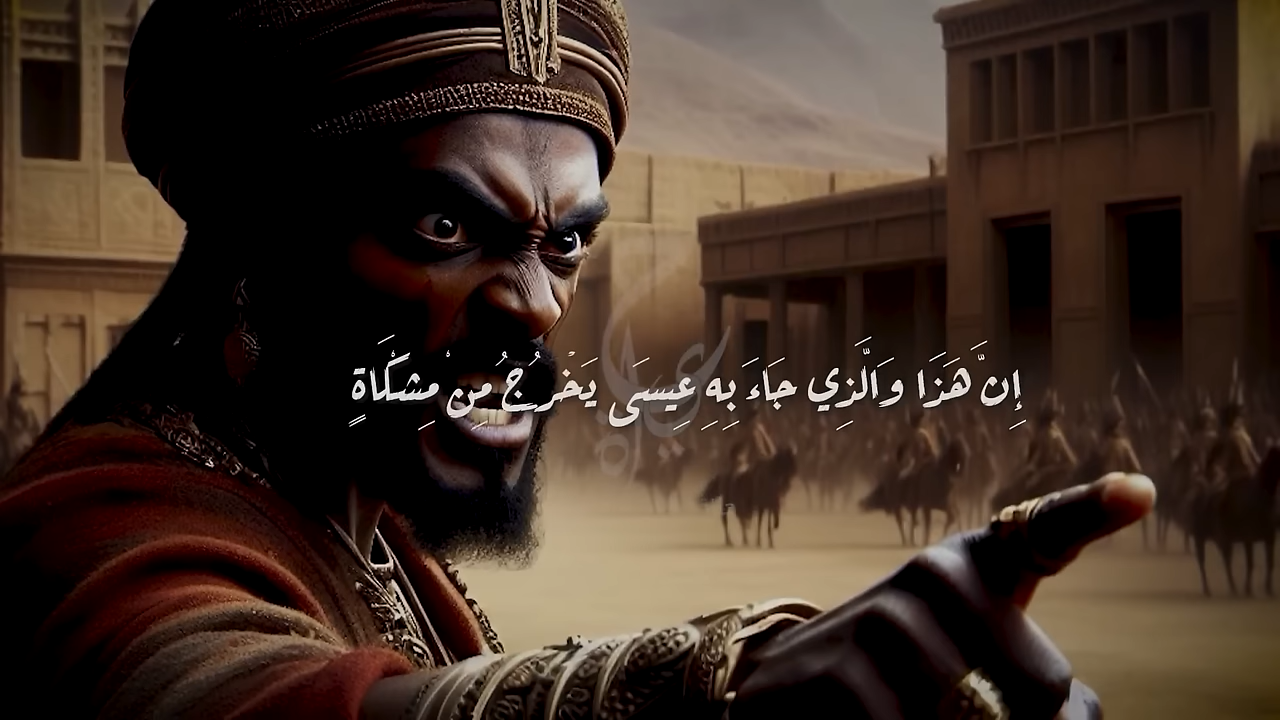 إِنَّ هَذَا وَالَّذِي جَاءَ بِهِ عِيسَى يَخْرُجُ مِنْ مِشْكَاةٍ